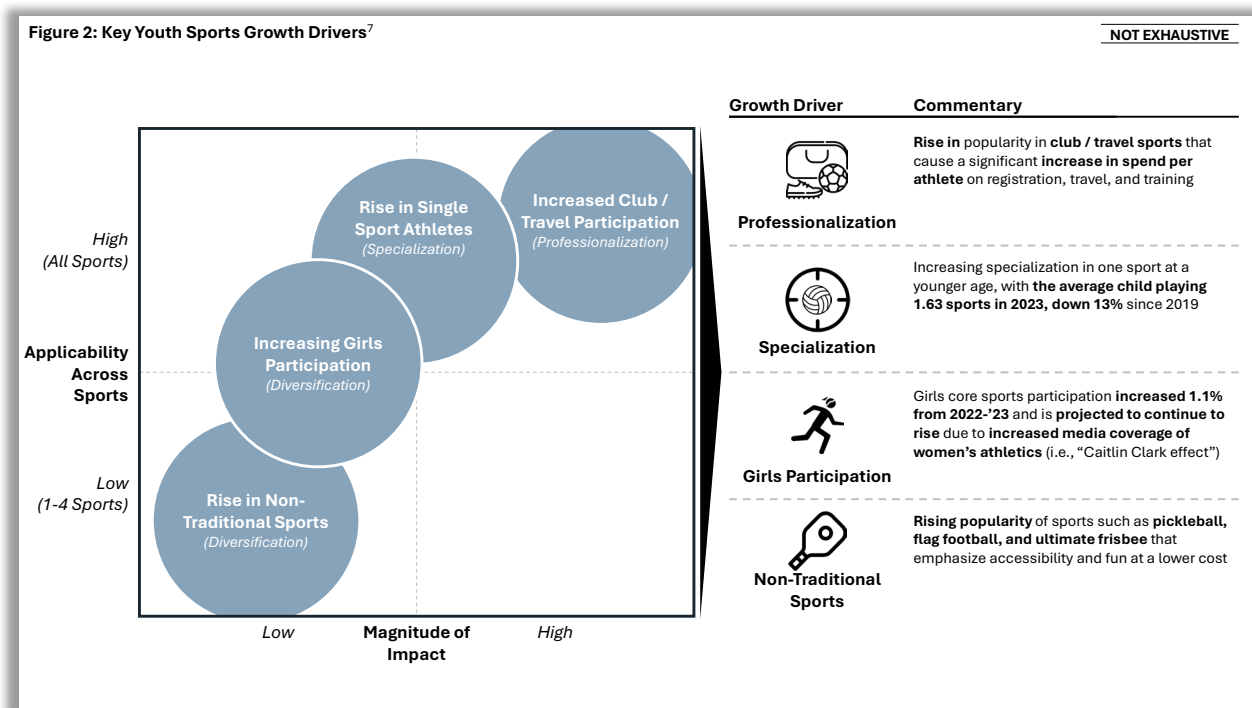 Figure 2: Key Youth Sports Growth Drivers7
NOT EXHAUSTIVE
High
(All Sports)
Applicability
Across
Sports
Low
(1-4 Sports)
Increased Club /
Travel Participation
(Professionalization)
Rise in Single
Sport Athletes
(Specialization)
Increasing Girls
Participation
(Diversification)
Rise in Non-
Traditional Sports
(Diversification)
Low
Magnitude of
Impact
High
Growth Driver
Commentary
Professionalization
Rise in popularity in club / travel sports that
cause a significant increase in spend per
athlete on registration, travel, and training
Specialization
Increasing specialization in one sport at a
younger age, with the average child playing
1.63 sports in 2023, down 13% since 2019
Girls Participation
Girls core sports participation increased 1.1%
from 2022-’23 and is projected to continue to
rise due to increased media coverage of
women’s athletics (i.e., “Caitlin Clark effect”)
Non-Traditional
Sports
Rising popularity of sports such as pickleball,
flag football, and ultimate frisbee that
emphasize accessibility and fun at a lower cost